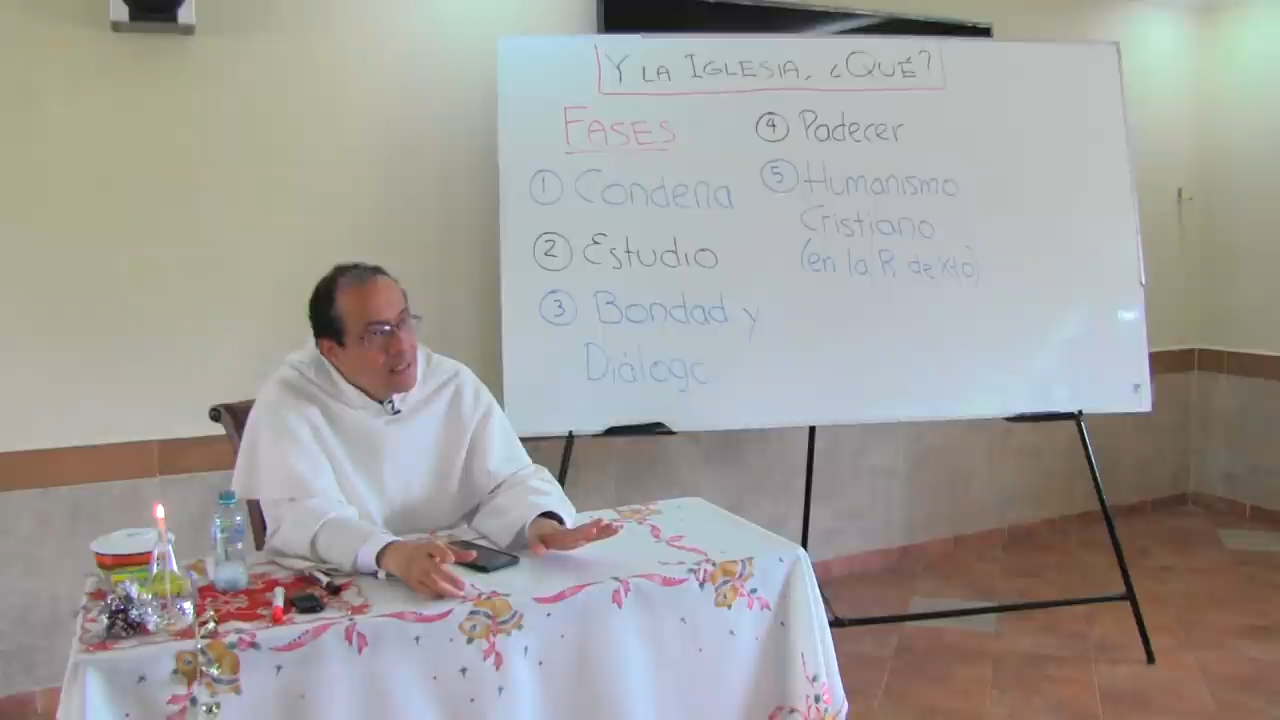 Y LA IGLESIA, ¿QUÉ?
FASES
① Condena
② Estudio
③ Bondad y
Diálogo
④ Padecer
⑤ Humanismo
Cristiano
(en la P. de Xto)